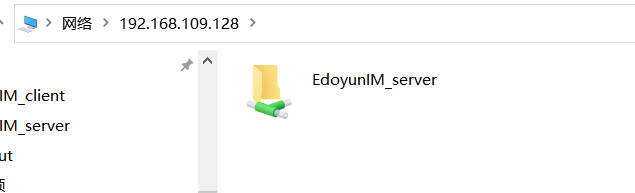 网络 192.168.109.128
EdoyunIM_server
IM_client
IM_server
ut